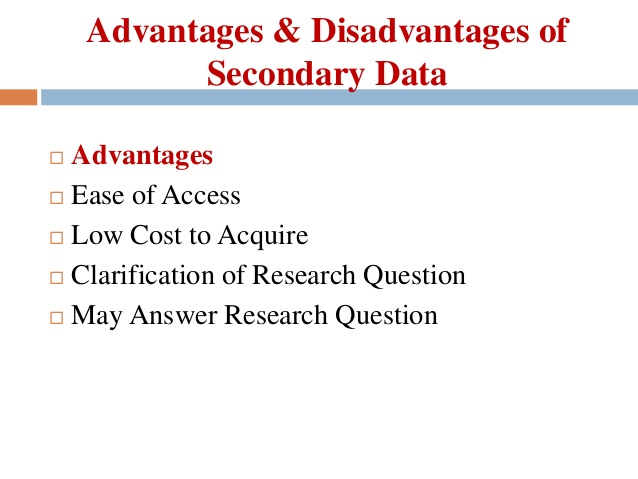 Advantages & Disadvantages of
Secondary Data
Advantages
Ease of Access
Low Cost to Acquire
Clarification of Research Question
May Answer Research Question